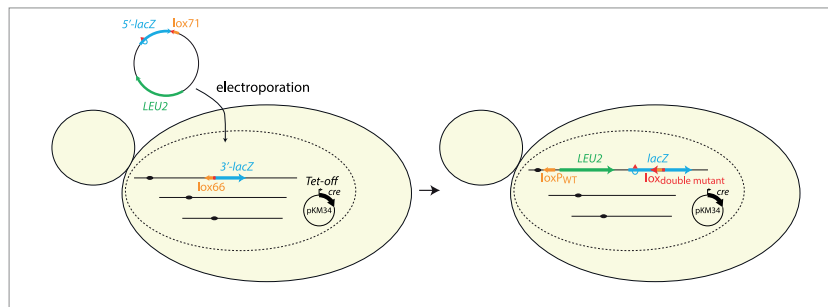 5'-lacZ
lox71
LEU2
electroporation
3'-lacZ
lox66
Tet-off
cre
pKM34
LEU2
lacZ
loxPWT
loxdouble mutant
cre
pKM34